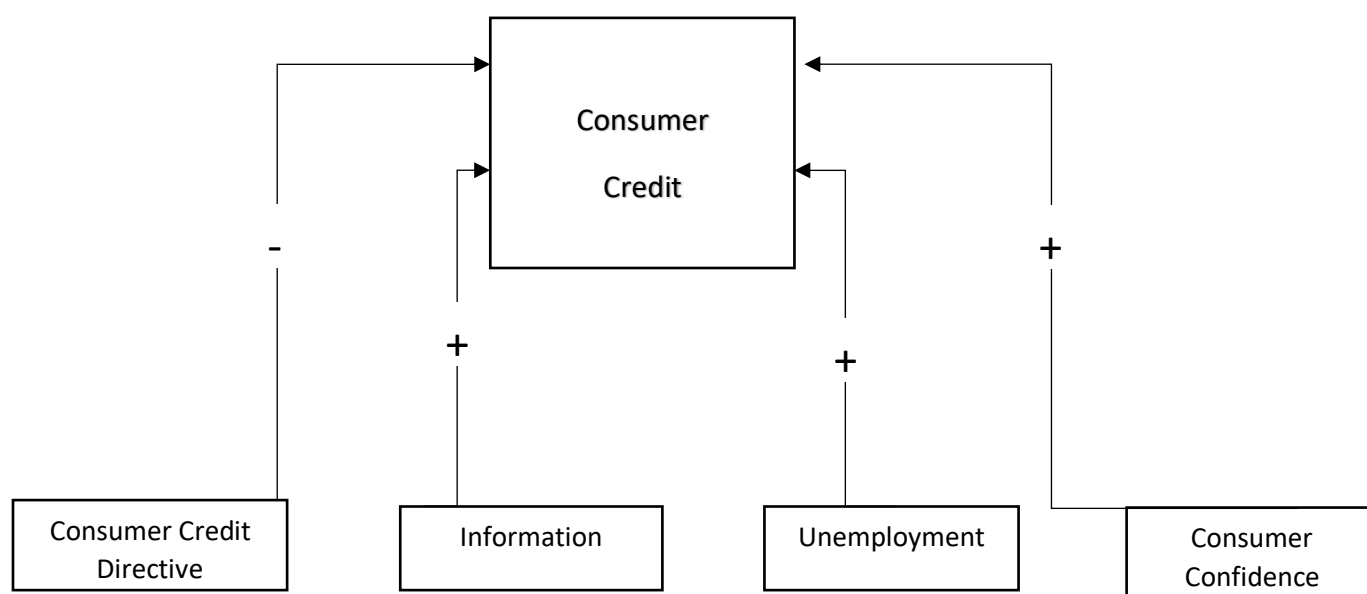 Consumer
Credit
-
+
+
+
Consumer Credit
Directive
Information
Unemployment
Consumer
Confidence